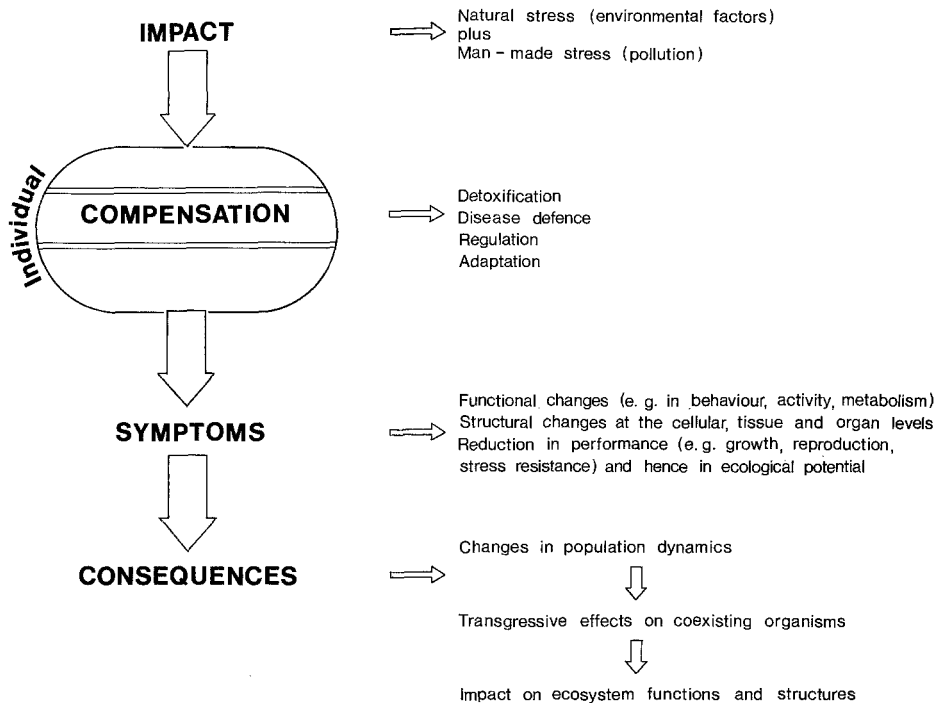 IMPACT
Natural stress (environmental factors)
plus
Man-made stress (pollution)
Individual
COMPENSATION
Detoxification
Disease defence
Regulation
Adaptation
SYMPTOMS
Functional changes (e.g. in behaviour, activity, metabolism)
Structural changes at the cellular, tissue and organ levels
Reduction in performance (e.g. growth, reproduction,
stress resistance) and hence in ecological potential
CONSEQUENCES
Changes in population dynamics
Transgressive effects on coexisting organisms
Impact on ecosystem functions and structures